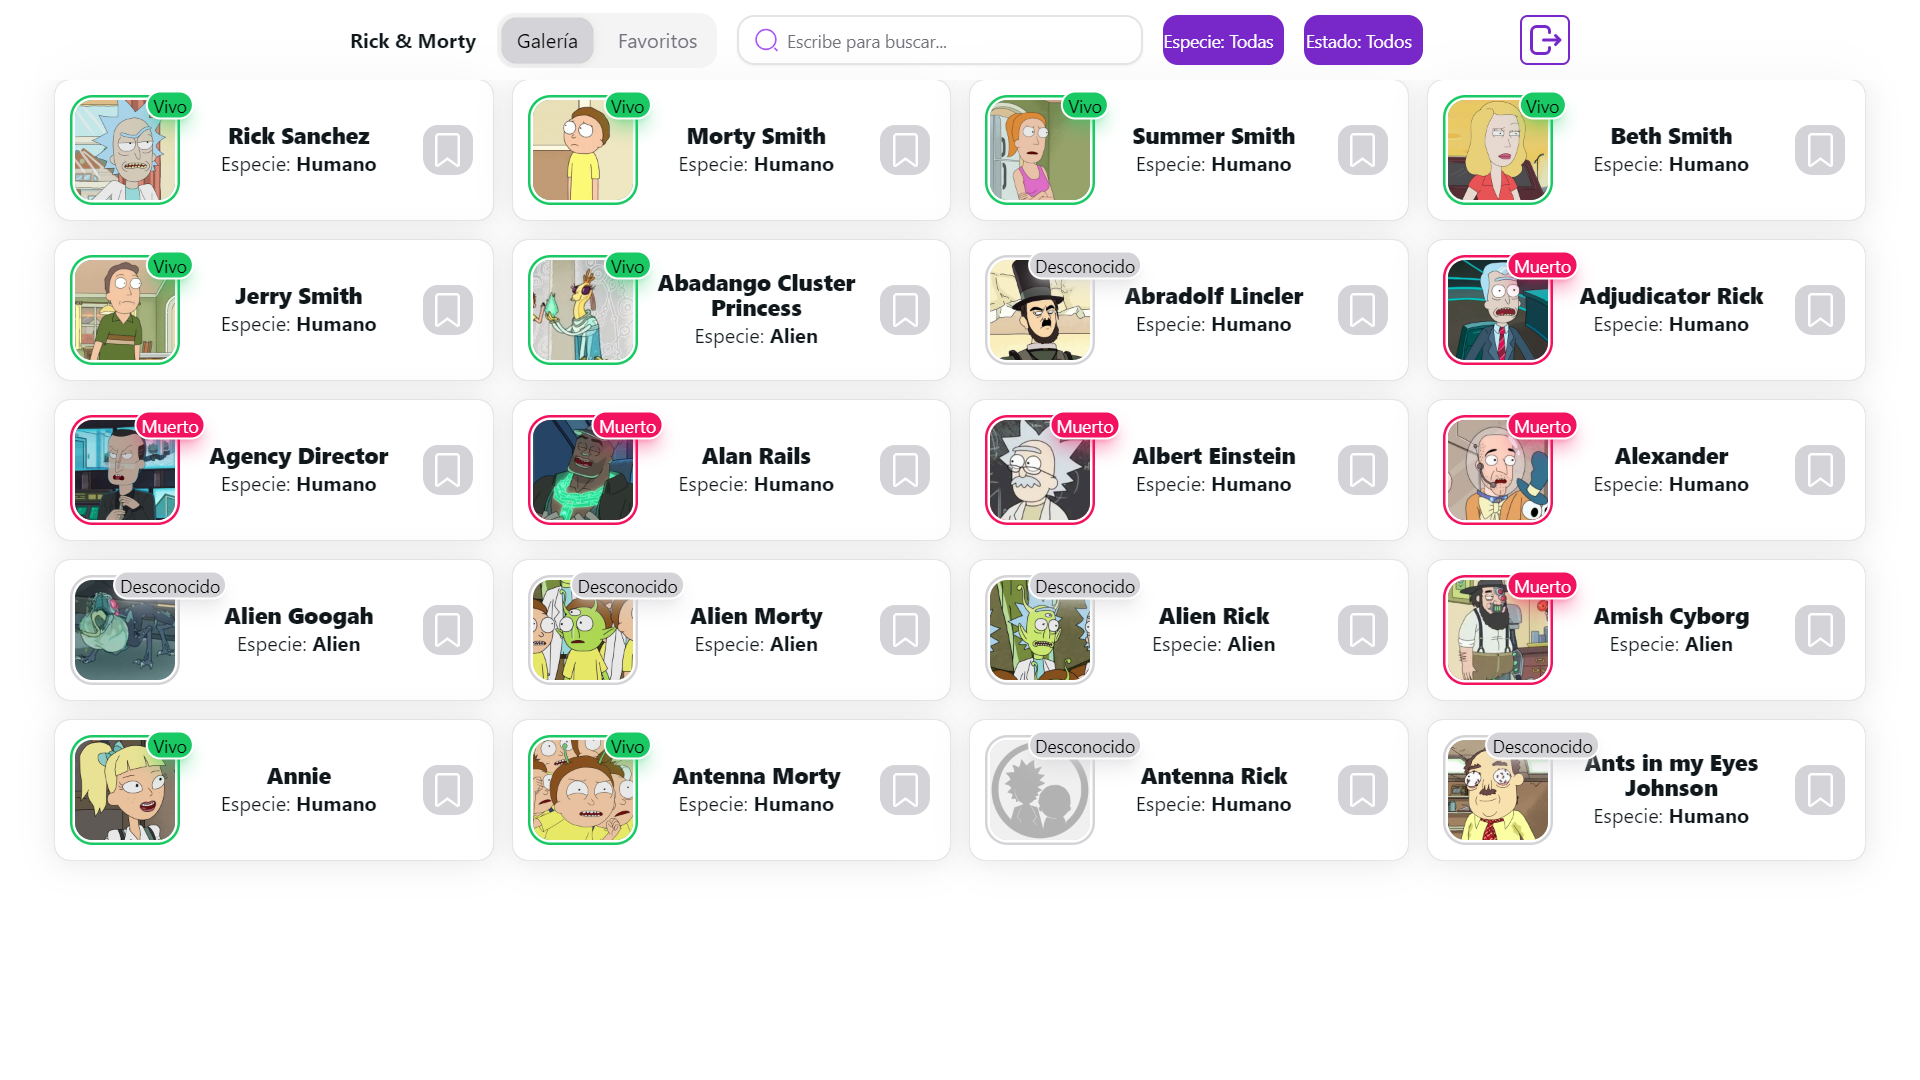 Rick & Morty
Galería
Favoritos
Escribe para buscar...
Especie: Todas
Estado: Todos
Vivo
Rick Sanchez
Especie: Humano
Vivo
Morty Smith
Especie: Humano
Vivo
Summer Smith
Especie: Humano
Vivo
Beth Smith
Especie: Humano
Vivo
Jerry Smith
Especie: Humano
Vivo
Abadango Cluster
Princess
Especie: Alien
Desconocido
Abradolf Lincler
Especie: Humano
Muerto
Adjudicator Rick
Especie: Humano
Muerto
Agency Director
Especie: Humano
Muerto
Alan Rails
Especie: Humano
Muerto
Albert Einstein
Especie: Humano
Muerto
Alexander
Especie: Humano
Desconocido
Alien Googah
Especie: Alien
Desconocido
Alien Morty
Especie: Alien
Desconocido
Alien Rick
Especie: Alien
Muerto
Amish Cyborg
Especie: Alien
Vivo
Annie
Especie: Humano
Vivo
Antenna Morty
Especie: Humano
Desconocido
Antenna Rick
Especie: Humano
Desconocido
Ants in my Eyes
Johnson
Especie: Humano